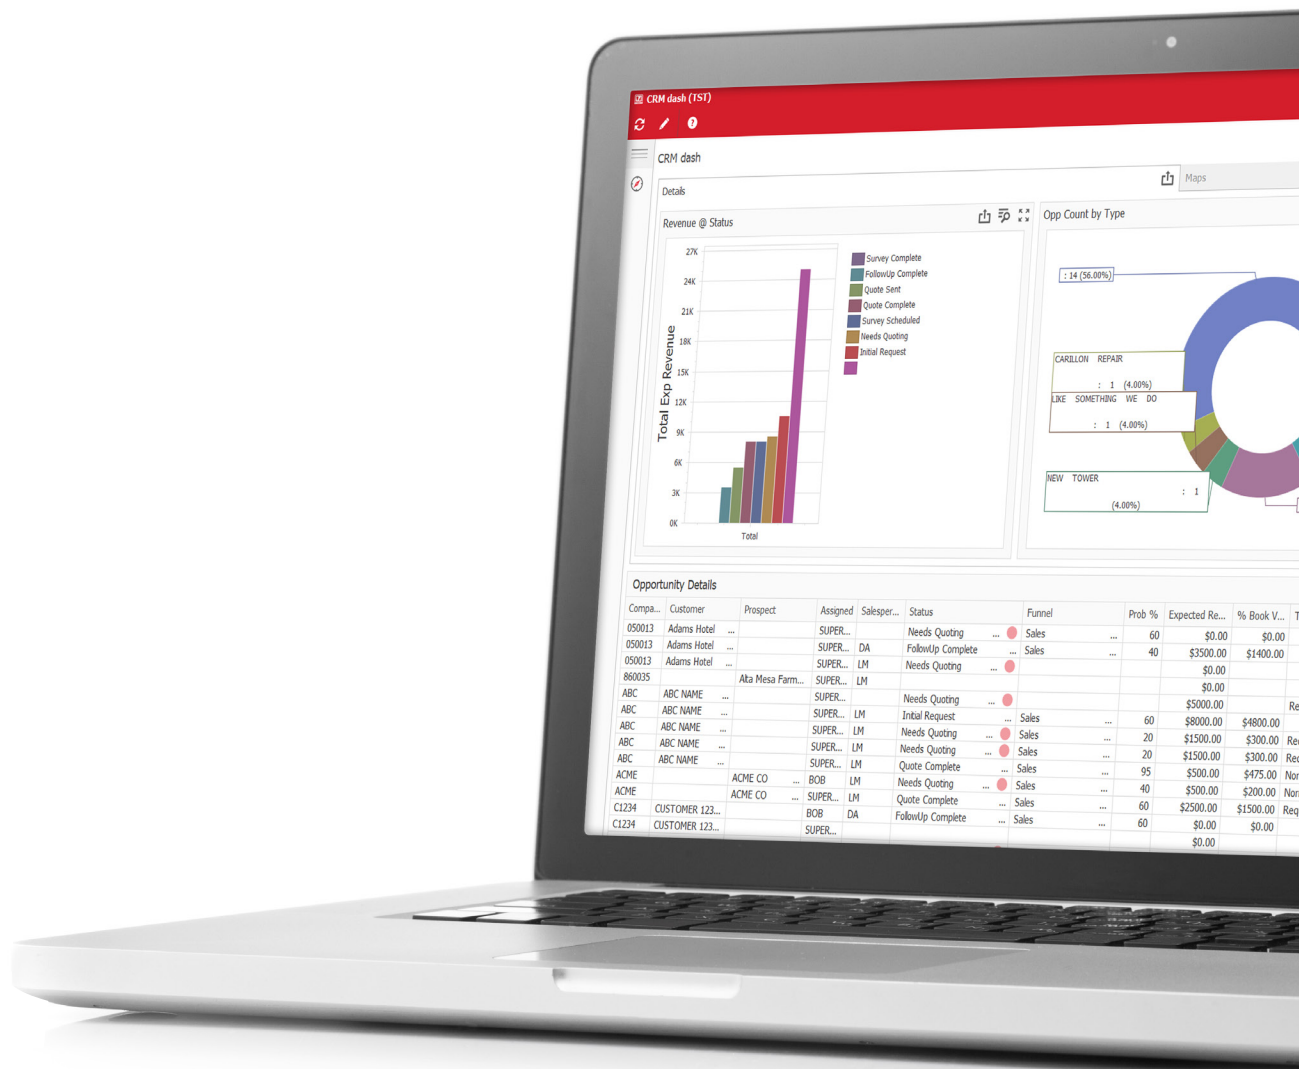 CRM dash (TST)
CRM dash
Details
Maps
Revenue @ Status
Opp Count by Type
27K
24K
21K
18K
15K
12K
9K
6K
3K
0K
Total Exp Revenue
Total
Survey Complete
FollowUp Complete
Quote Sent
Quote Complete
Survey Scheduled
Needs Quoting
Initial Request
: 14 (56.00%)
CARILLON REPAIR
: 1 (4.00%)
LIKE SOMETHING WE DO
: 1 (4.00%)
NEW TOWER
: 1
(4.00%)
Opportunity Details
Compa... Customer Prospect Assigned Salesper... Status Funnel Prob % Expected Re... % Book V... T
050013 Adams Hotel ... SUPER... Needs Quoting ... Sales ... 60 $0.00 $0.00
050013 Adams Hotel ... SUPER... DA FollowUp Complete ... Sales ... 40 $3500.00 $1400.00
050013 Adams Hotel ... SUPER... LM Needs Quoting ... $0.00
860035 Alta Mesa Farm... SUPER... LM $0.00
ABC ABC NAME ... SUPER... Needs Quoting ... $5000.00 Re
ABC ABC NAME ... SUPER... LM Initial Request ... Sales ... 60 $8000.00 $4800.00
ABC ABC NAME ... SUPER... LM Needs Quoting ... Sales ... 20 $1500.00 $300.00 Rec
ABC ABC NAME ... SUPER... LM Needs Quoting ... Sales ... 20 $1500.00 $300.00 Rec
ABC ABC NAME ... SUPER... LM Quote Complete ... Sales ... 95 $500.00 $475.00 Nor
ACME ACME CO ... BOB LM Needs Quoting ... Sales ... 40 $500.00 $200.00 Nor
ACME ACME CO ... SUPER... LM Quote Complete ... Sales ... 60 $2500.00 $1500.00 Req
C1234 CUSTOMER 123... BOB DA FollowUp Complete ... Sales ... 60 $0.00 $0.00
C1234 CUSTOMER 123... SUPER... $0.00